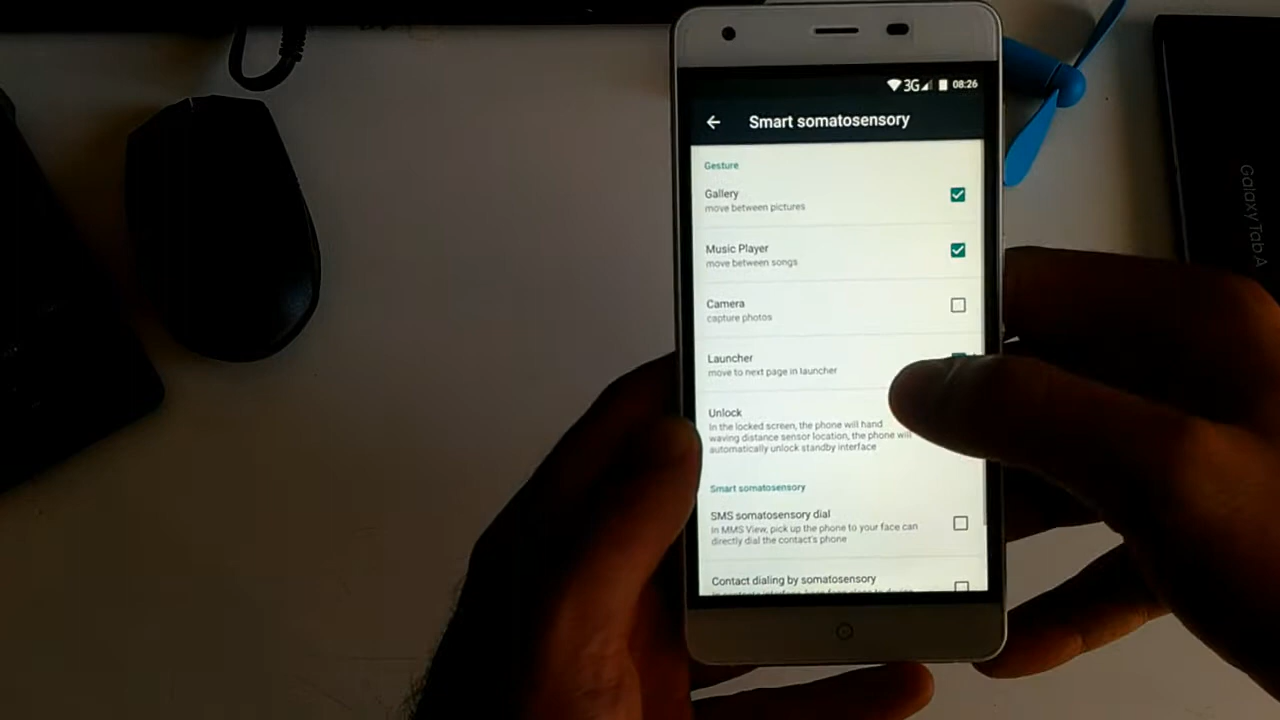 3G 08:26
Smart somatosensory
Gesture
Gallery
move between pictures
Music Player
move between songs
Camera
capture photos
Launcher
move to next page in launcher
Unlock
In the locked screen, the phone will hand
waving distance sensor location, the phone will
automatically unlock standby interface
Smart somatosensory
SMS somatosensory dial
In MMS View, pick up the phone to your face can
directly dial the contact's phone
Contact dialing by somatosensory
Galaxy Tab A